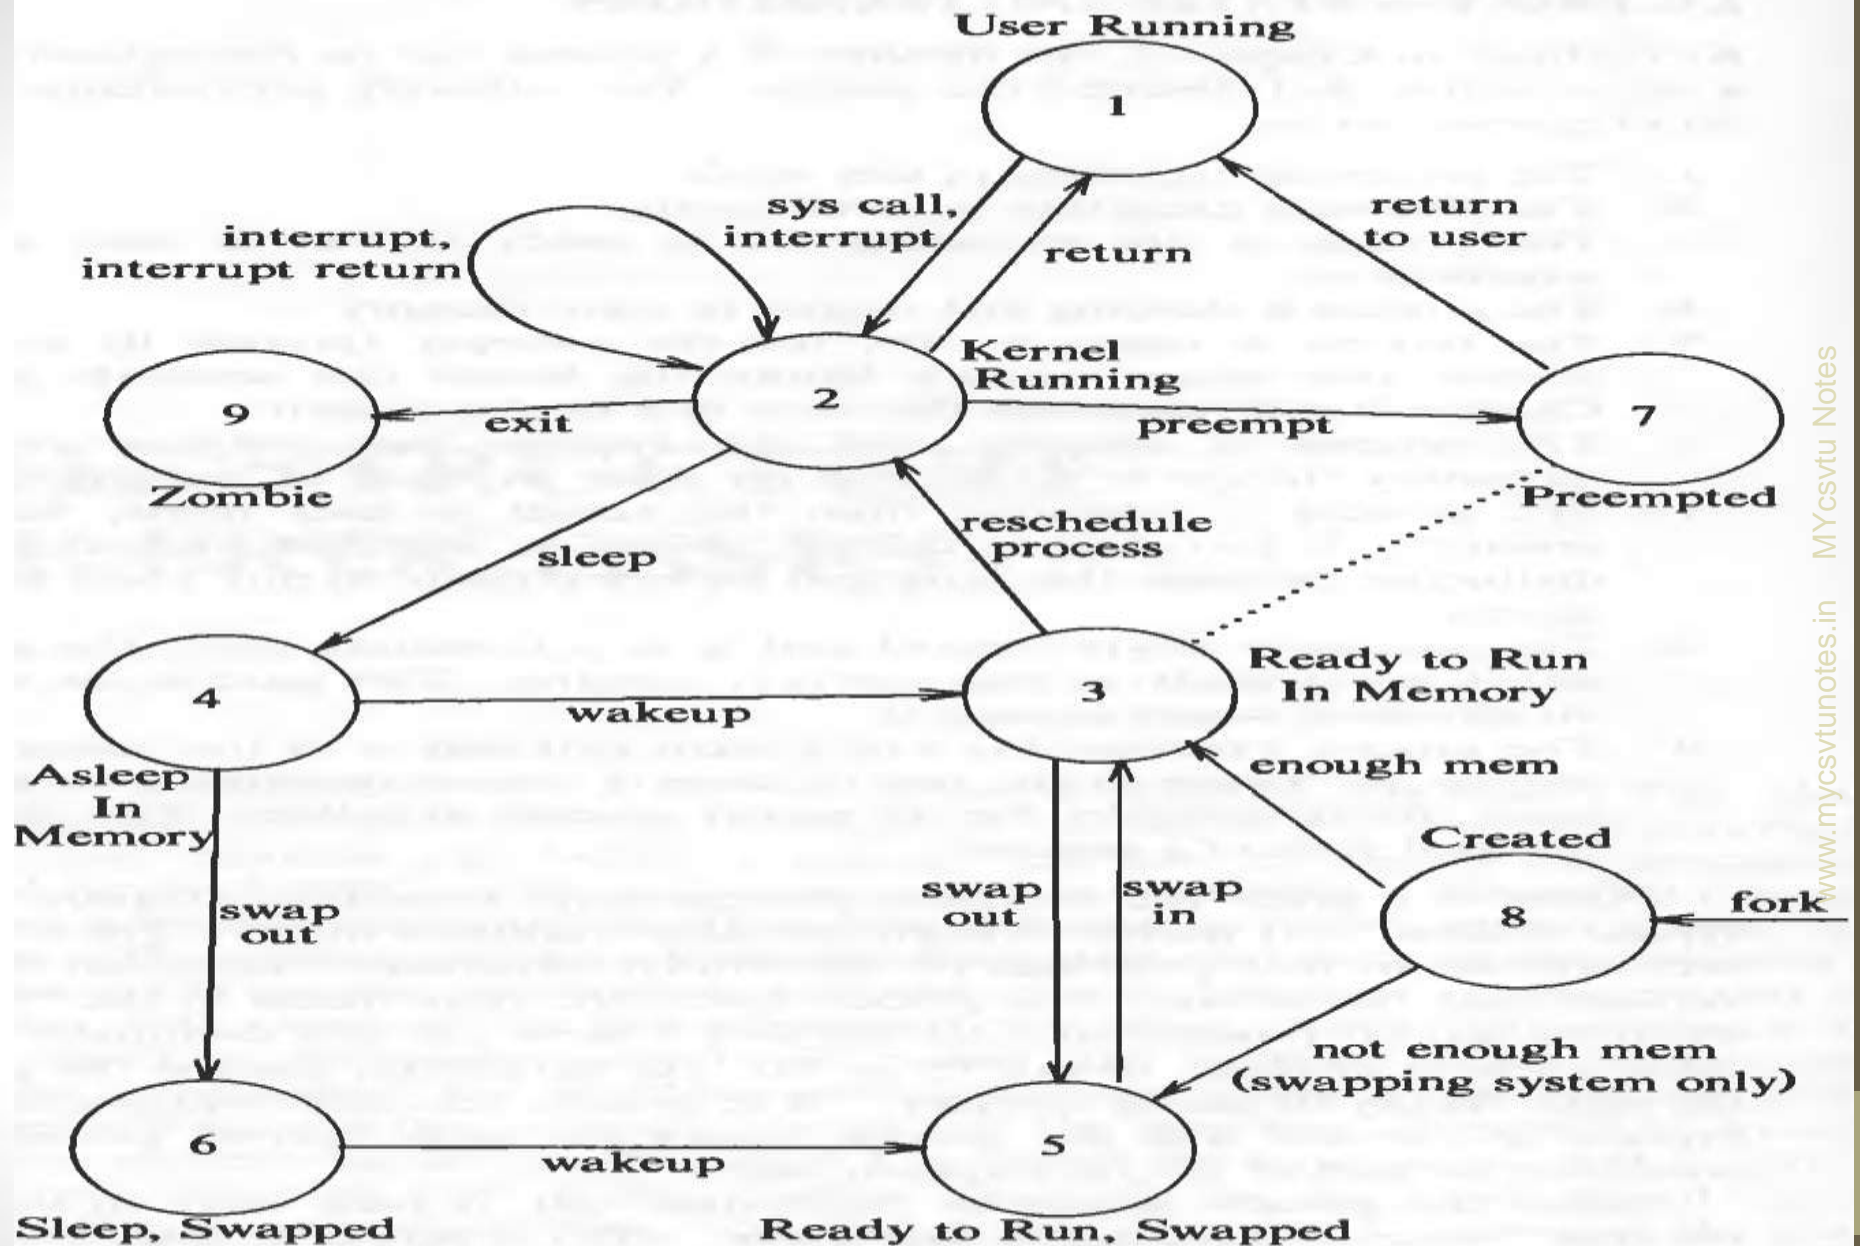 User Running
1
sys call,
interrupt
return
return
to user
interrupt,
interrupt return
Kernel
Running
2
9
exit
Zombie
preempt
7
Preempted
sleep
reschedule
process
4
wakeup
3
Ready to Run
In Memory
Asleep
In
Memory
enough mem
Created
swap
out
swap
out
swap
in
8
fork
not enough mem
(swapping system only)
6
wakeup
5
Sleep, Swapped
Ready to Run, Swapped
www.mycsvtunotes.in MYcsvtu Notes